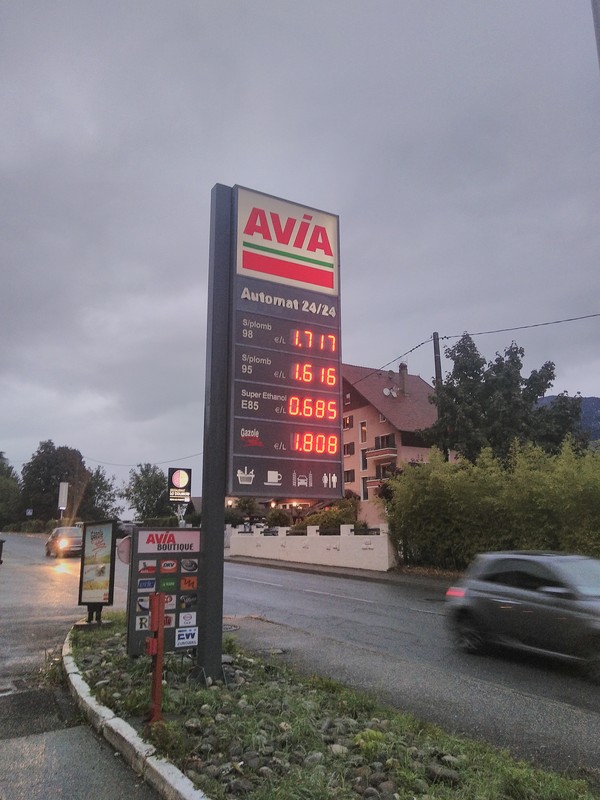 AVIA
Automat 24/24
S/plomb
98 €/L 1.717
S/plomb
95 €/L 1.616
Super Ethanol
E85 €/L 0.685
Gazole €/L 1.808
AVIA
BOUTIQUE
DKV